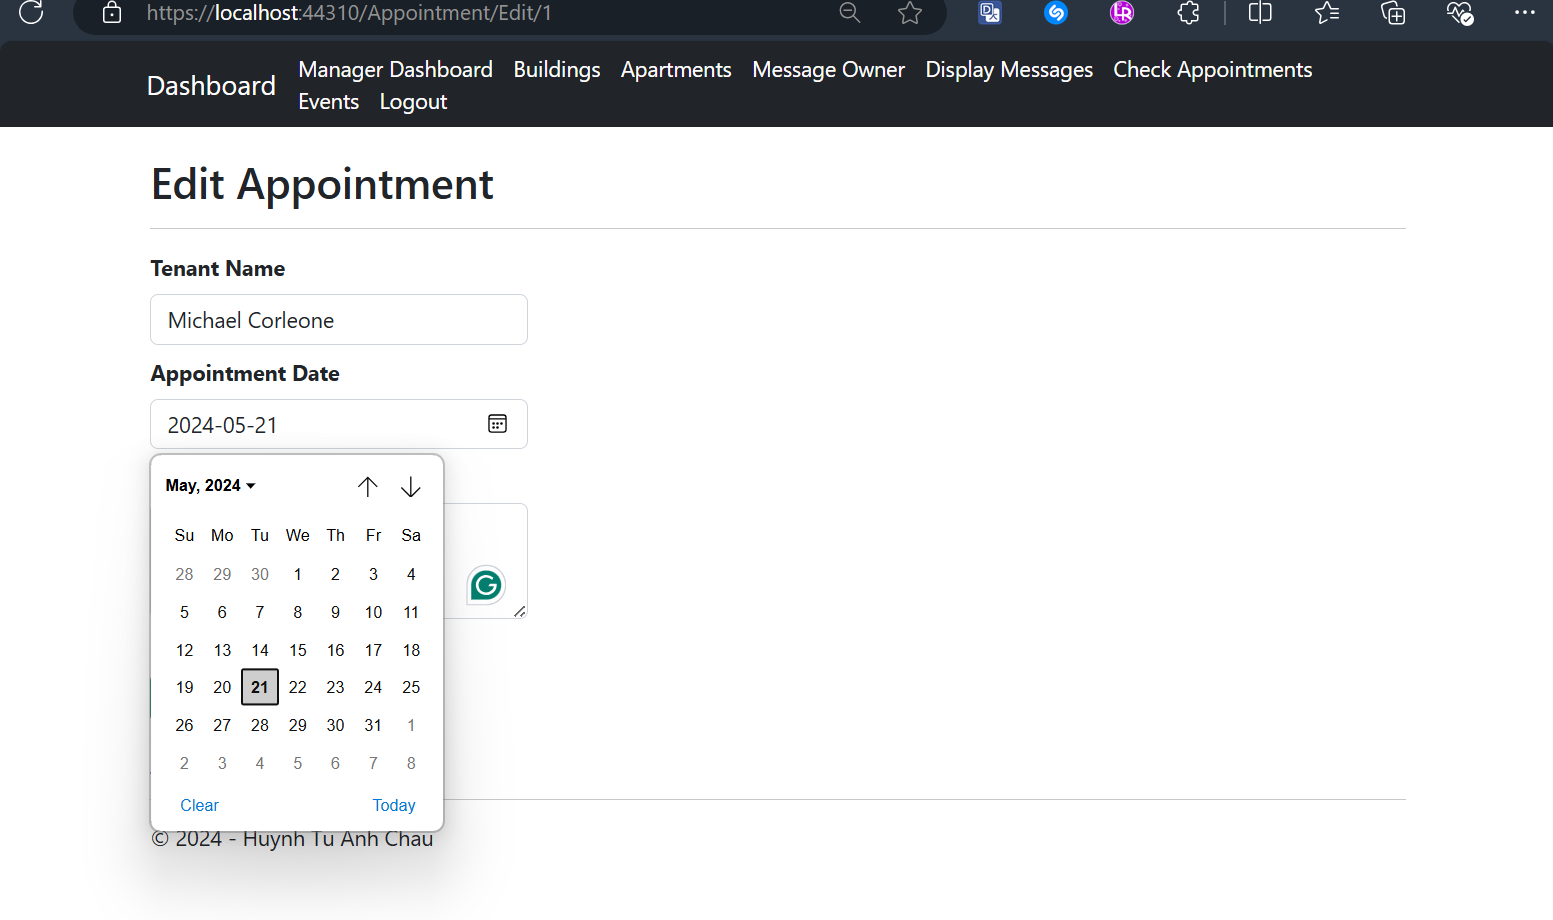 https://localhost:44310/Appointment/Edit/1
Dashboard
Manager Dashboard Buildings Apartments Message Owner Display Messages Check Appointments
Events Logout
Edit Appointment
Tenant Name
Michael Corleone
Appointment Date
2024-05-21
May, 2024
Su Mo Tu We Th Fr Sa
28 29 30 1 2 3 4
5 6 7 8 9 10 11
12 13 14 15 16 17 18
19 20 21 22 23 24 25
26 27 28 29 30 31 1
2 3 4 5 6 7 8
Clear Today
© 2024 - Huynh Tu Anh Chau